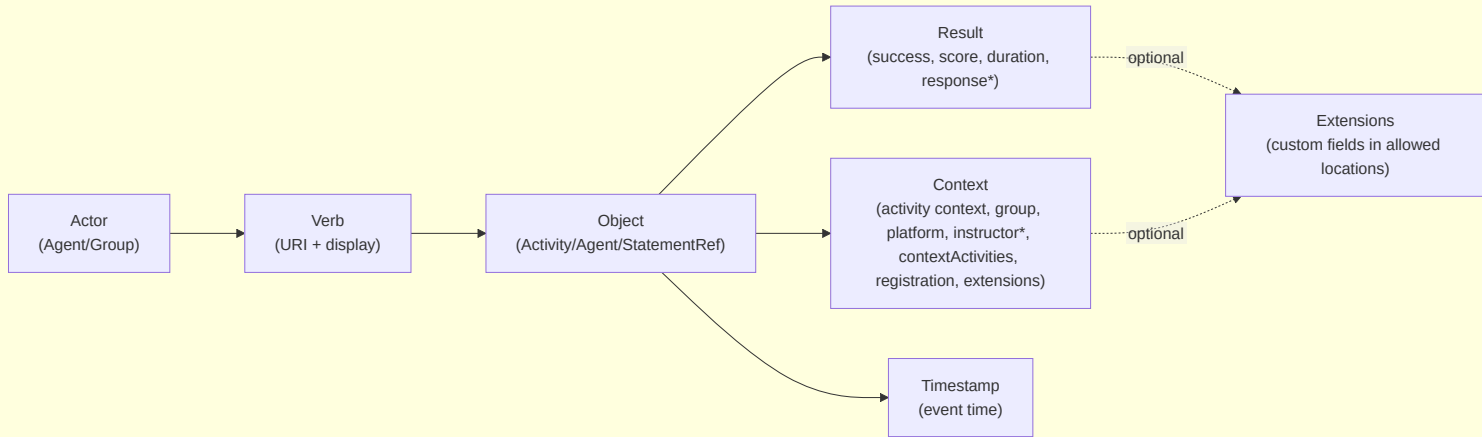 Actor
(Agent/Group)
Verb
(URI + display)
Object
(Activity/Agent/StatementRef)
Result
(success, score, duration,
response*)
Context
(activity context, group,
platform, instructor*,
contextActivities,
registration, extensions)
Timestamp
(event time)
optional
optional
Extensions
(custom fields in allowed
locations)